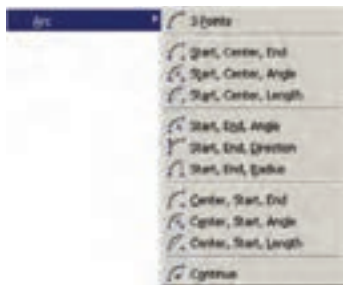 Arc
3 Points
Start, Center, End
Start, Center, Angle
Start, Center, Length
Start, End, Angle
Start, End, Direction
Start, End, Radius
Center, Start, End
Center, Start, Angle
Center, Start, Length
Continue